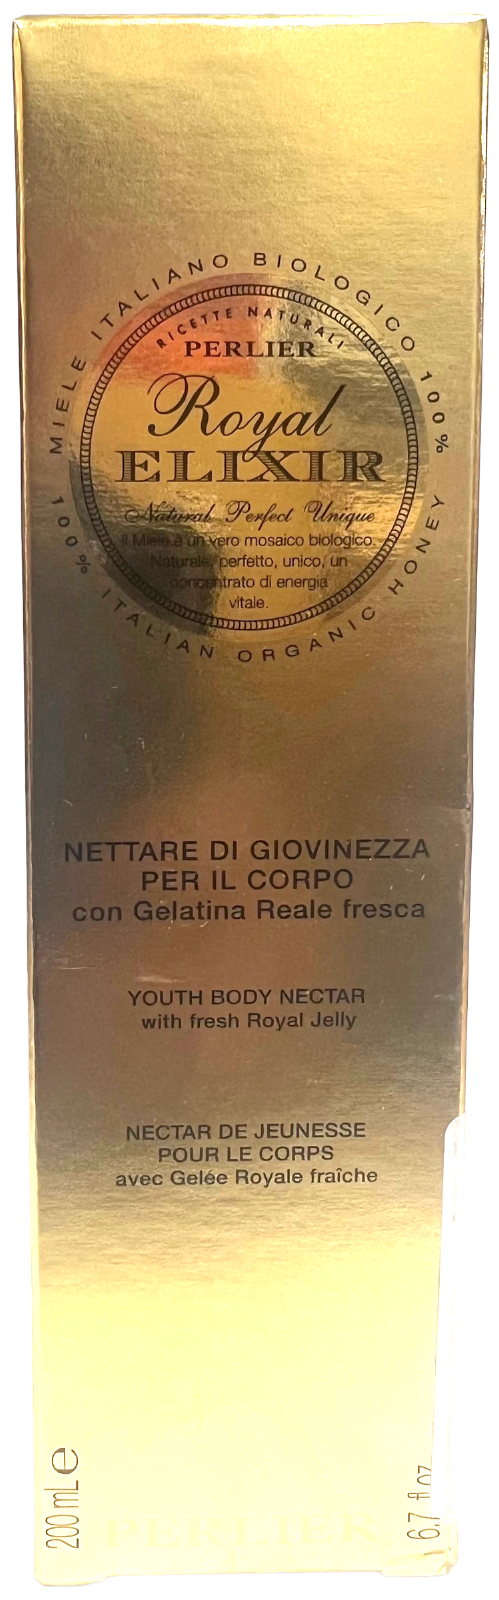 MIELE ITALIANO BIOLOGICO 100%
RICETTE NATURALI
PERLIER
Royal
ELIXIR
Natural Perfect Unique
Il Miele è un vero mosaico biologico.
Naturale, perfetto, unico, un
concentrato di energia
vitale.
100% ITALIAN ORGANIC HONEY
NETTARE DI GIOVINEZZA
PER IL CORPO
con Gelatina Reale fresca
YOUTH BODY NECTAR
with fresh Royal Jelly
NECTAR DE JEUNESSE
POUR LE CORPS
avec Gelée Royale fraîche
200 mL e
6.7 fl oz
PERLIER